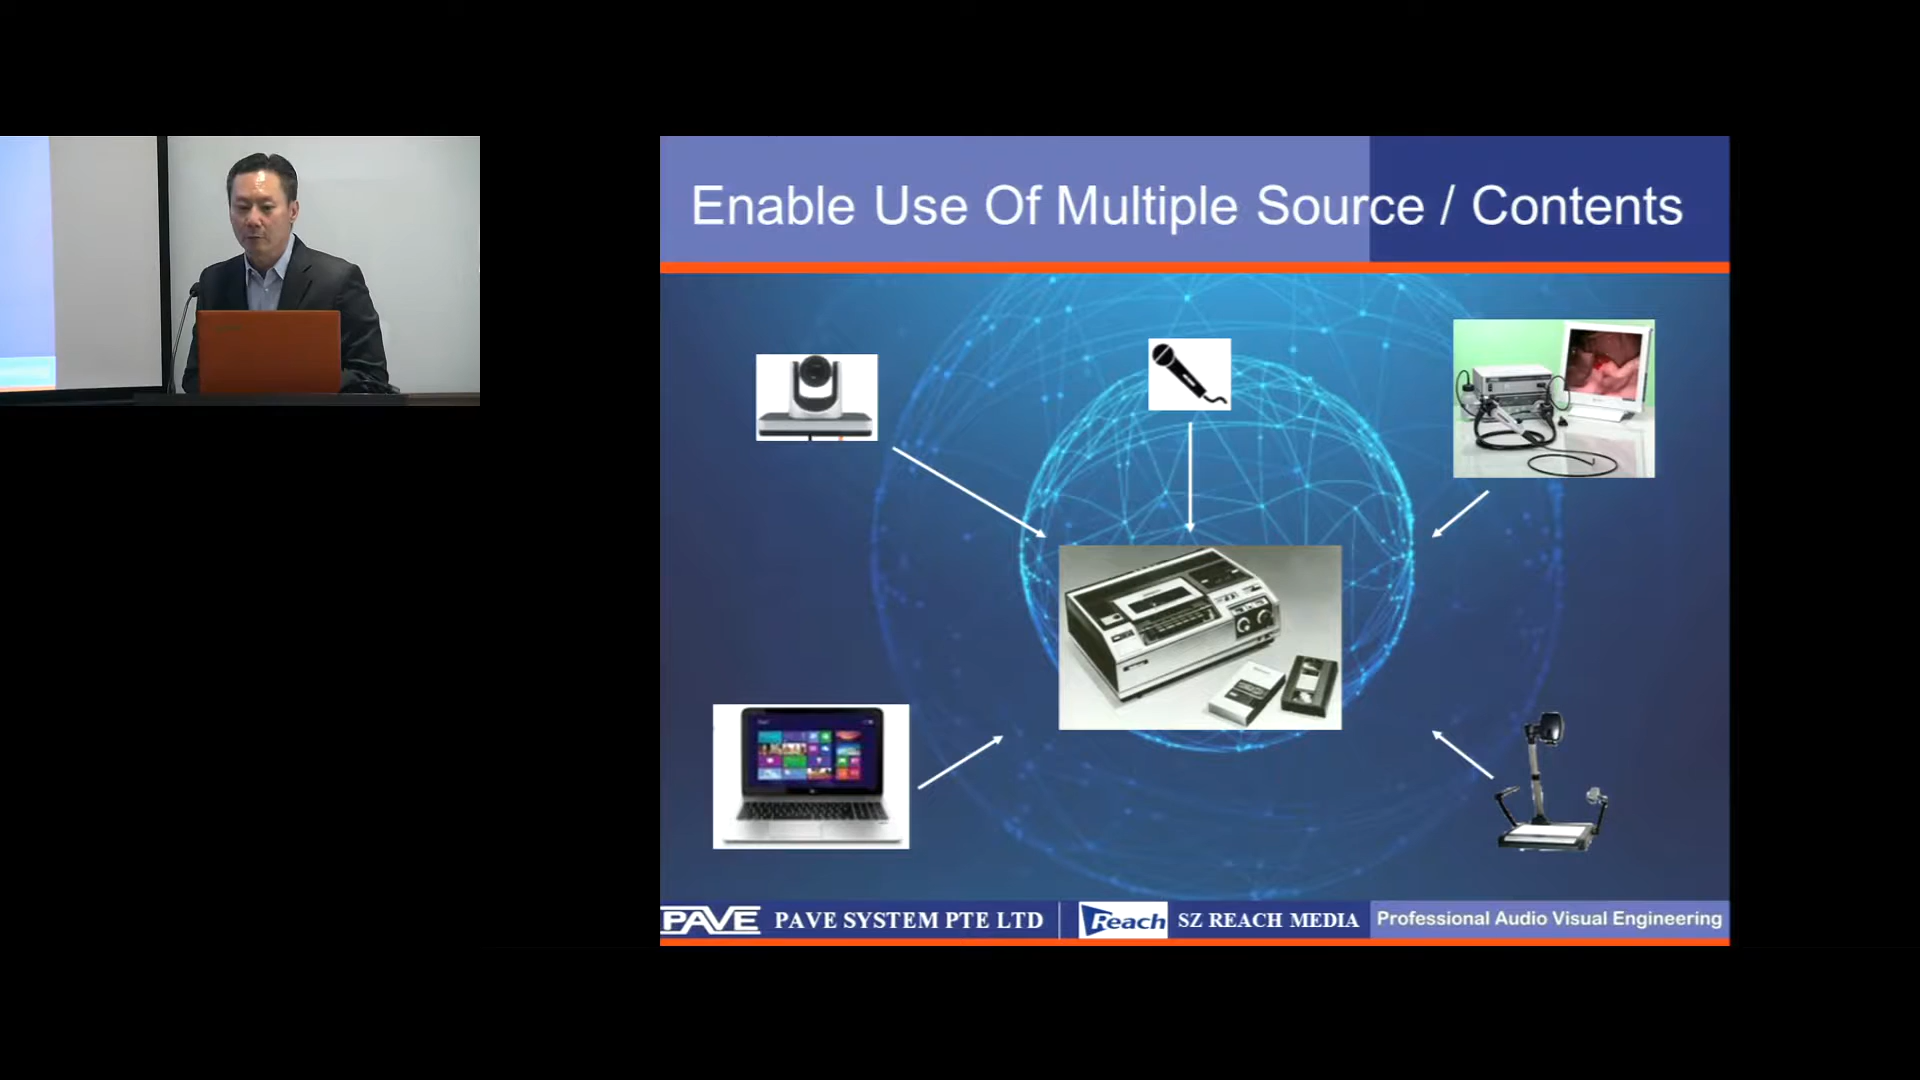 Enable Use Of Multiple Source / Contents
PAVE PAVE SYSTEM PTE LTD Reach SZ REACH MEDIA Professional Audio Visual Engineering